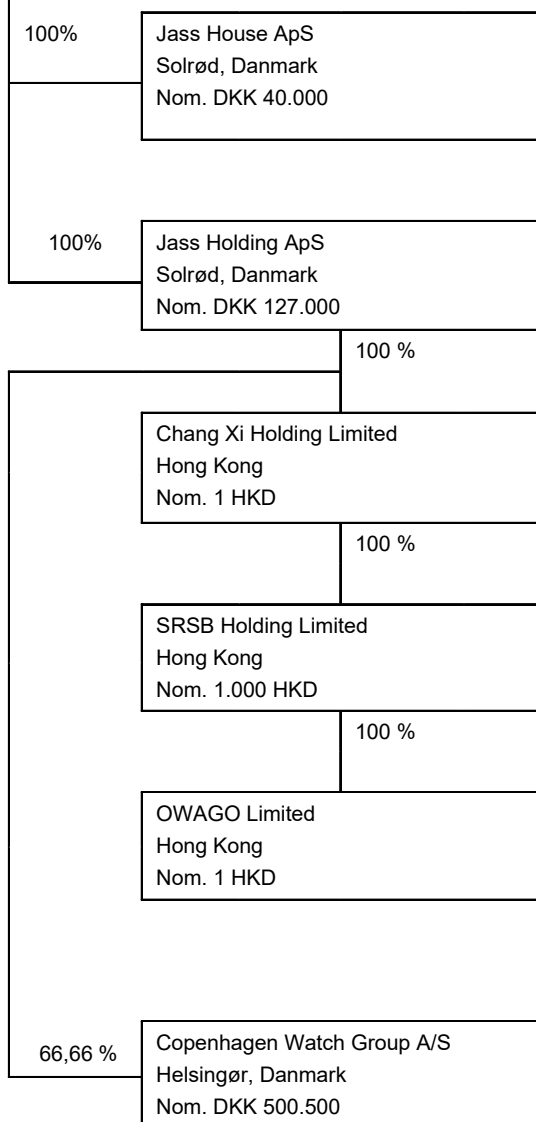 100%
Jass House ApS
Solrød, Danmark
Nom. DKK 40.000
100%
Jass Holding ApS
Solrød, Danmark
Nom. DKK 127.000
100 %
Chang Xi Holding Limited
Hong Kong
Nom. 1 HKD
100 %
SRSB Holding Limited
Hong Kong
Nom. 1.000 HKD
100 %
OWAGO Limited
Hong Kong
Nom. 1 HKD
66,66 %
Copenhagen Watch Group A/S
Helsingør, Danmark
Nom. DKK 500.500